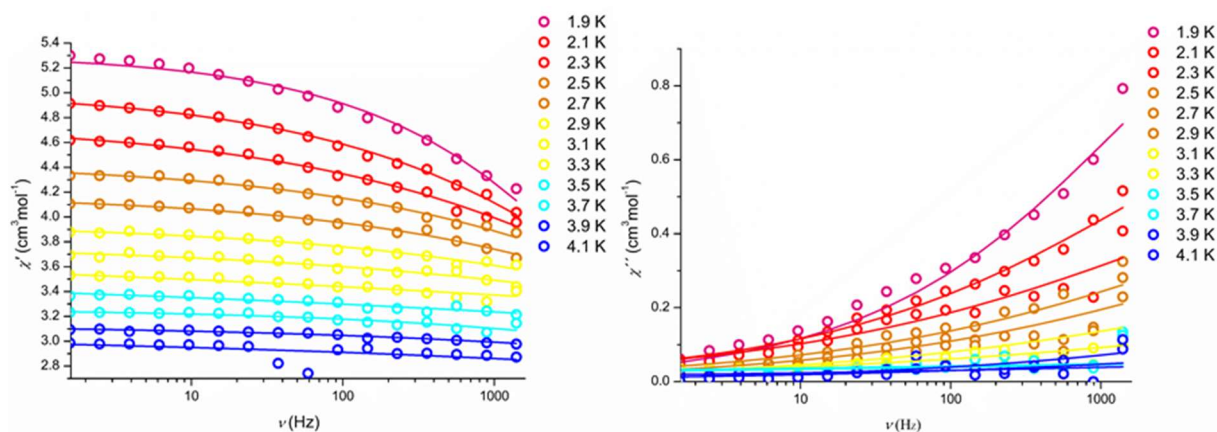 1.9 K
2.1 K
2.3 K
2.5 K
2.7 K
2.9 K
3.1 K
3.3 K
3.5 K
3.7 K
3.9 K
4.1 K
5.4
5.2
5.0
4.8
4.6
4.4
4.2
4.0
3.8
3.6
3.4
3.2
3.0
2.8
χ′ (cm³mol⁻¹)
10
100
1000
ν (Hz)
1.9 K
2.1 K
2.3 K
2.5 K
2.7 K
2.9 K
3.1 K
3.3 K
3.5 K
3.7 K
3.9 K
4.1 K
0.8
0.6
0.4
0.2
0.0
χ′′ (cm³mol⁻¹)
10
100
1000
ν (Hz)